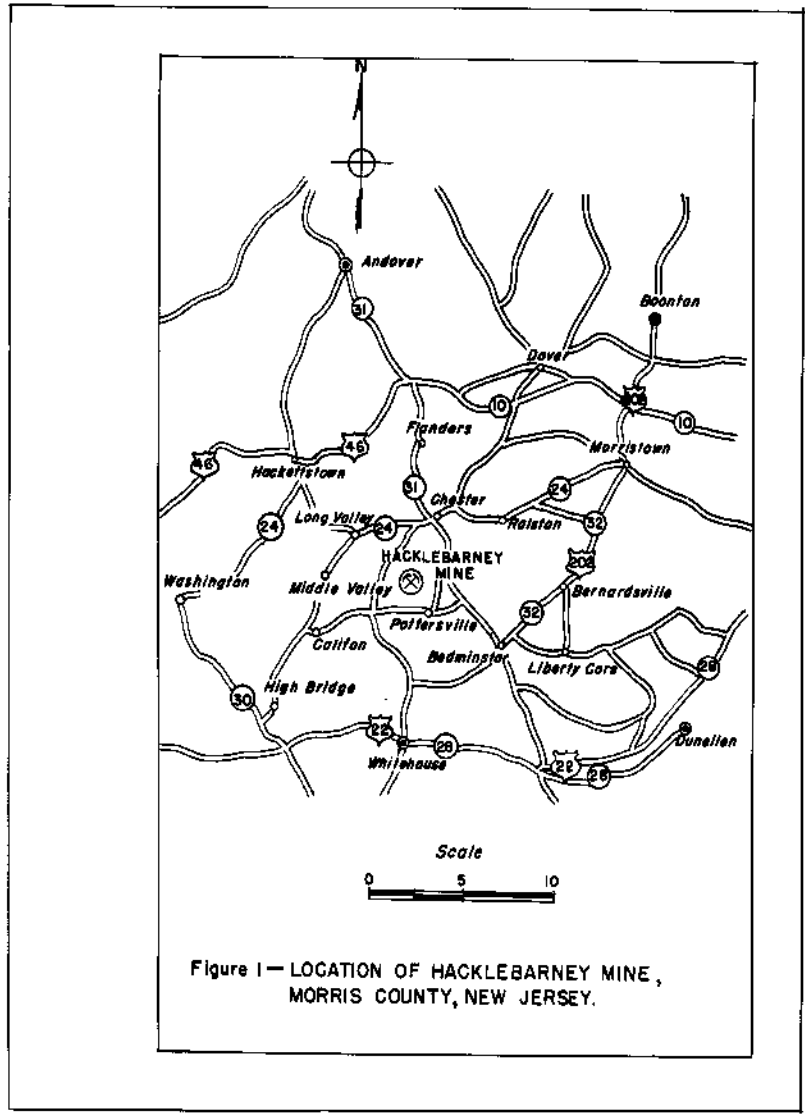 N
Andover
31
Boonton
Dover
202
10
10
Flanders
46
46
Hackettstown
Morristown
31
24
Chester
Long Valley
24
24
Ralston
32
HACKLEBARNEY
MINE
202
Washington
Middle Valley
Bernardsville
32
Pottersville
Califon
Bedminster
Liberty Core
29
High Bridge
30
22
28
Whitehouse
Dunellen
22
28
Scale
0 5 10
Figure 1— LOCATION OF HACKLEBARNEY MINE,
MORRIS COUNTY, NEW JERSEY.